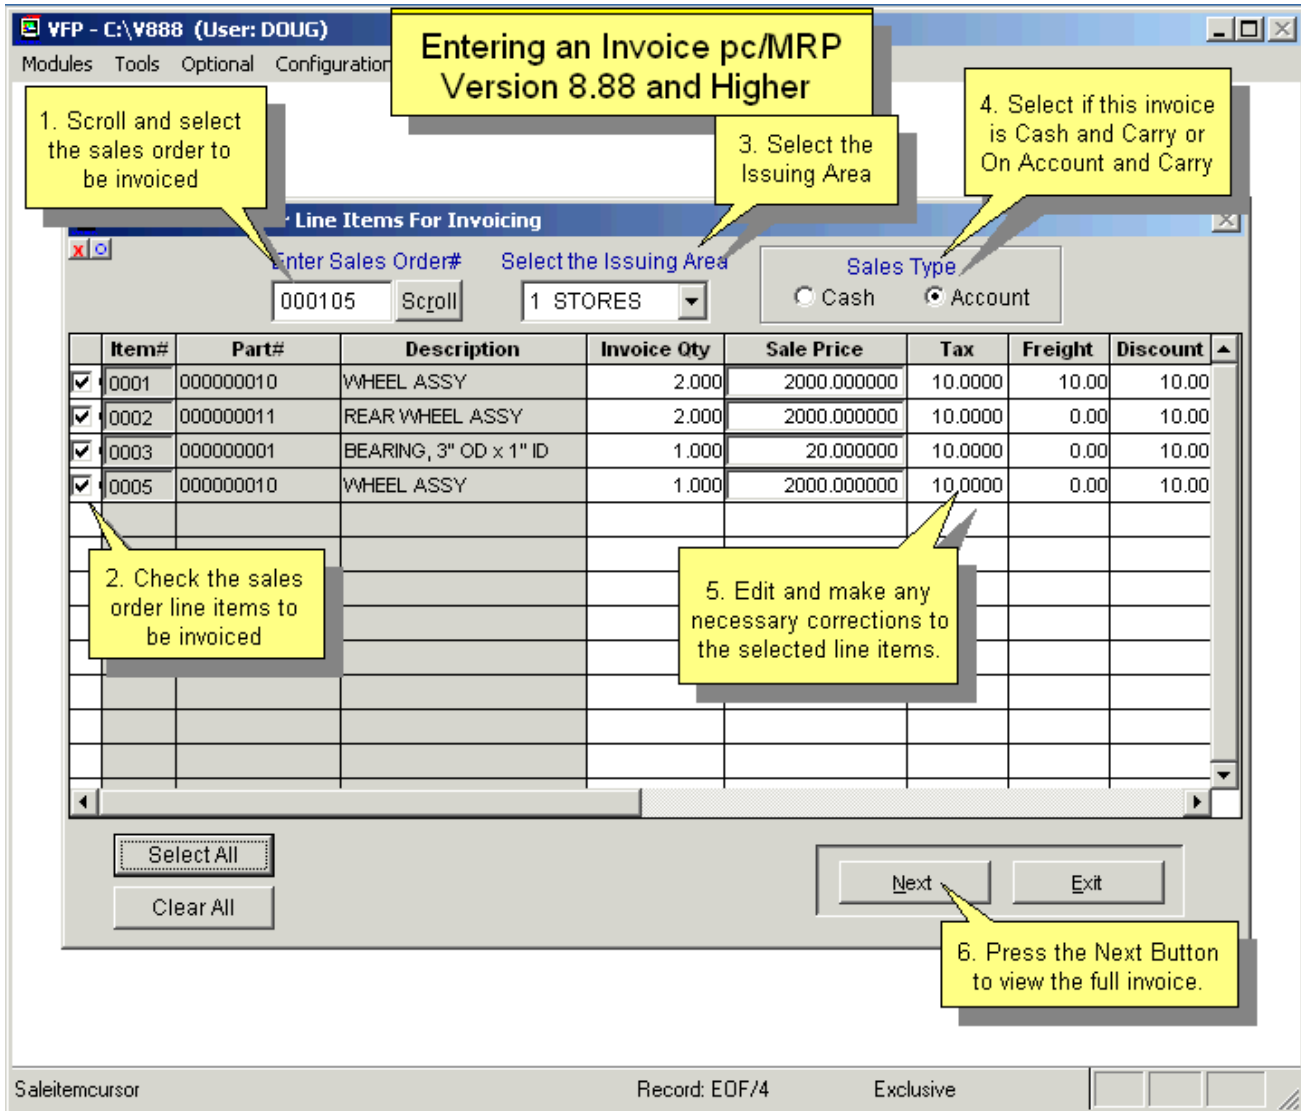 VFP - C:\V888 (User: DOUG)
Modules Tools Optional Configuration
Entering an Invoice pc/MRP
Version 8.88 and Higher
1. Scroll and select
the sales order to
be invoiced
3. Select the
Issuing Area
4. Select if this invoice
is Cash and Carry or
On Account and Carry
Line Items For Invoicing
Enter Sales Order#
Select the Issuing Area
Sales Type
000105
Scroll
1 STORES
Cash
Account
Item# Part# Description Invoice Qty Sale Price Tax Freight Discount
0001 000000010 WHEEL ASSY 2.000 2000.000000 10.0000 10.00 10.00
0002 000000011 REAR WHEEL ASSY 2.000 2000.000000 10.0000 0.00 10.00
0003 000000001 BEARING, 3" OD x 1" ID 1.000 20.000000 10.0000 0.00 10.00
0005 000000010 WHEEL ASSY 1.000 2000.000000 10.0000 0.00 10.00
2. Check the sales
order line items to
be invoiced
5. Edit and make any
necessary corrections to
the selected line items.
Select All
Clear All
Next
Exit
6. Press the Next Button
to view the full invoice.
Saleitemcursor
Record: EOF/4
Exclusive